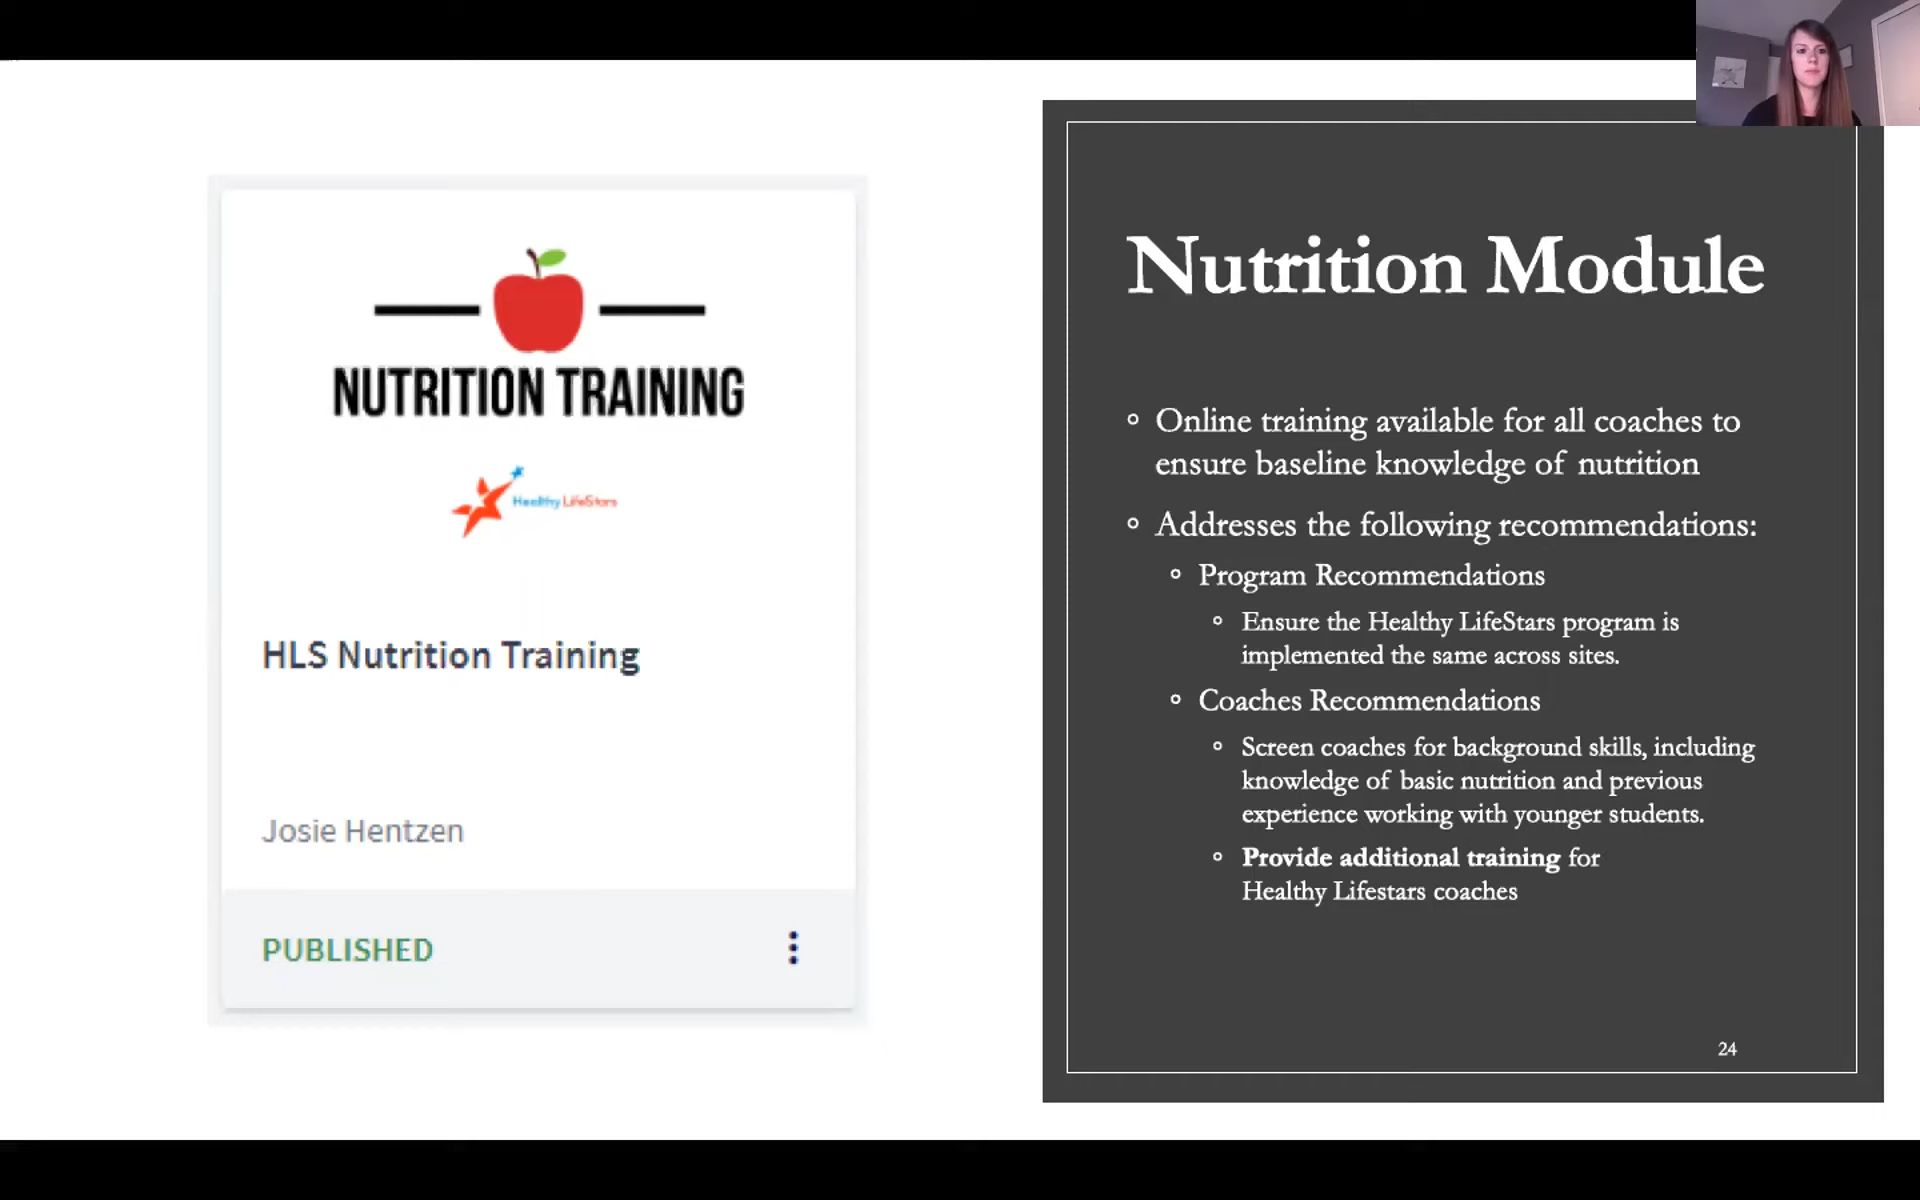 NUTRITION TRAINING
Healthy LifeStars
HLS Nutrition Training
Josie Hentzen
PUBLISHED
Nutrition Module
Online training available for all coaches to
ensure baseline knowledge of nutrition
Addresses the following recommendations:
Program Recommendations
Ensure the Healthy LifeStars program is
implemented the same across sites.
Coaches Recommendations
Screen coaches for background skills, including
knowledge of basic nutrition and previous
experience working with younger students.
Provide additional training for
Healthy Lifestars coaches
24